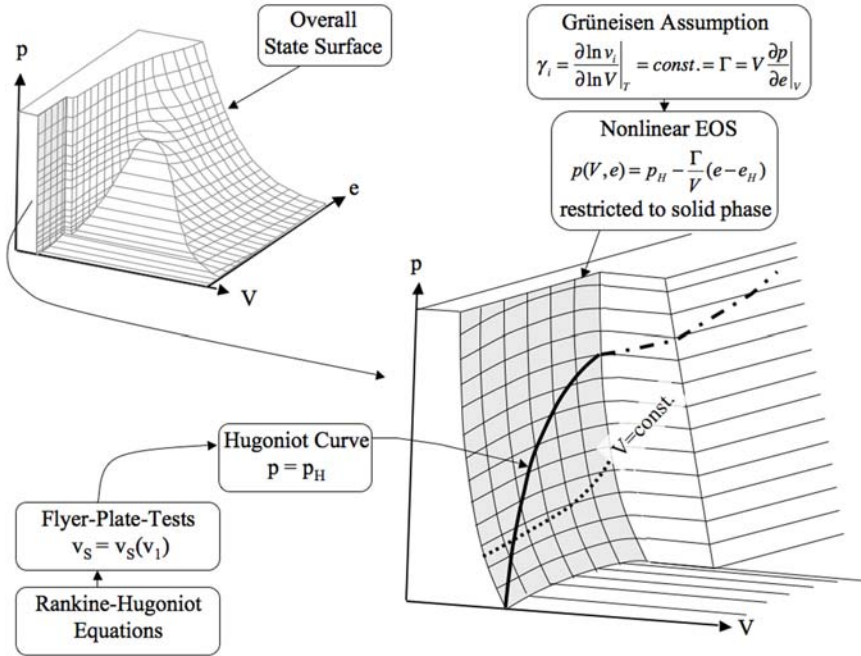 Overall
State Surface
p
e
V
Grüneisen Assumption
γ_i = ∂ ln v_i / ∂ ln V |_T = const. = Γ = V ∂p / ∂e |_V
Nonlinear EOS
p(V,e) = p_H − Γ/V (e − e_H)
restricted to solid phase
p
V=const.
V
Hugoniot Curve
p = p_H
Flyer-Plate-Tests
v_S = v_S(v_1)
Rankine-Hugoniot
Equations